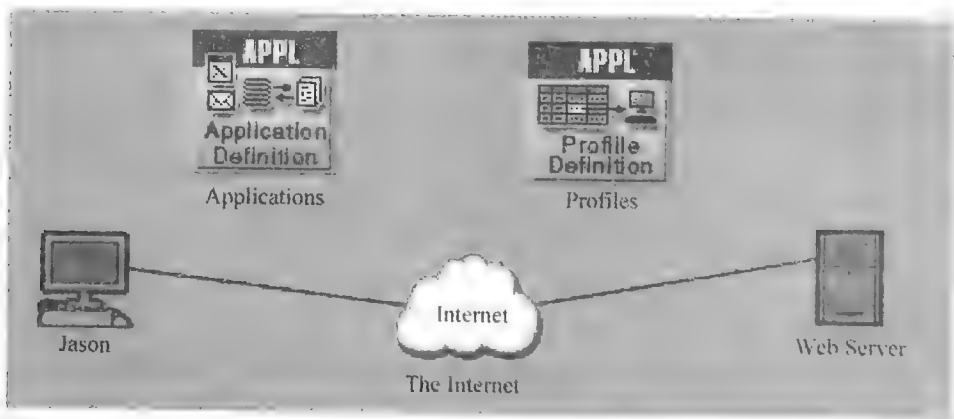 APPL
Application
Definition
Applications
APPL
Profile
Definition
Profiles
Jason
Internet
The Internet
Web Server